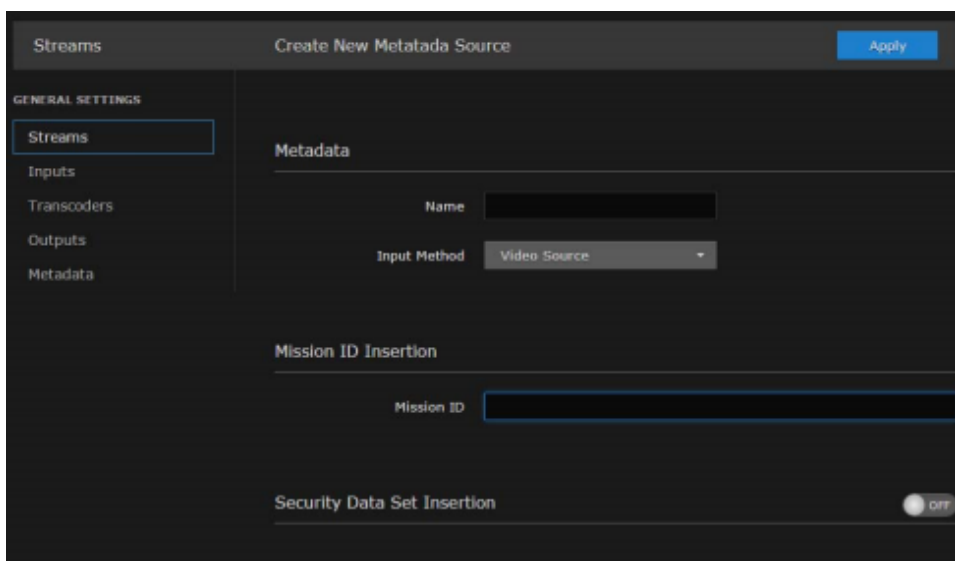 Streams
Create New Metatada Source
Apply
GENERAL SETTINGS
Streams
Inputs
Transcoders
Outputs
Metadata
Metadata
Name
Input Method
Video Source
Mission ID Insertion
Mission ID
Security Data Set Insertion
OFF